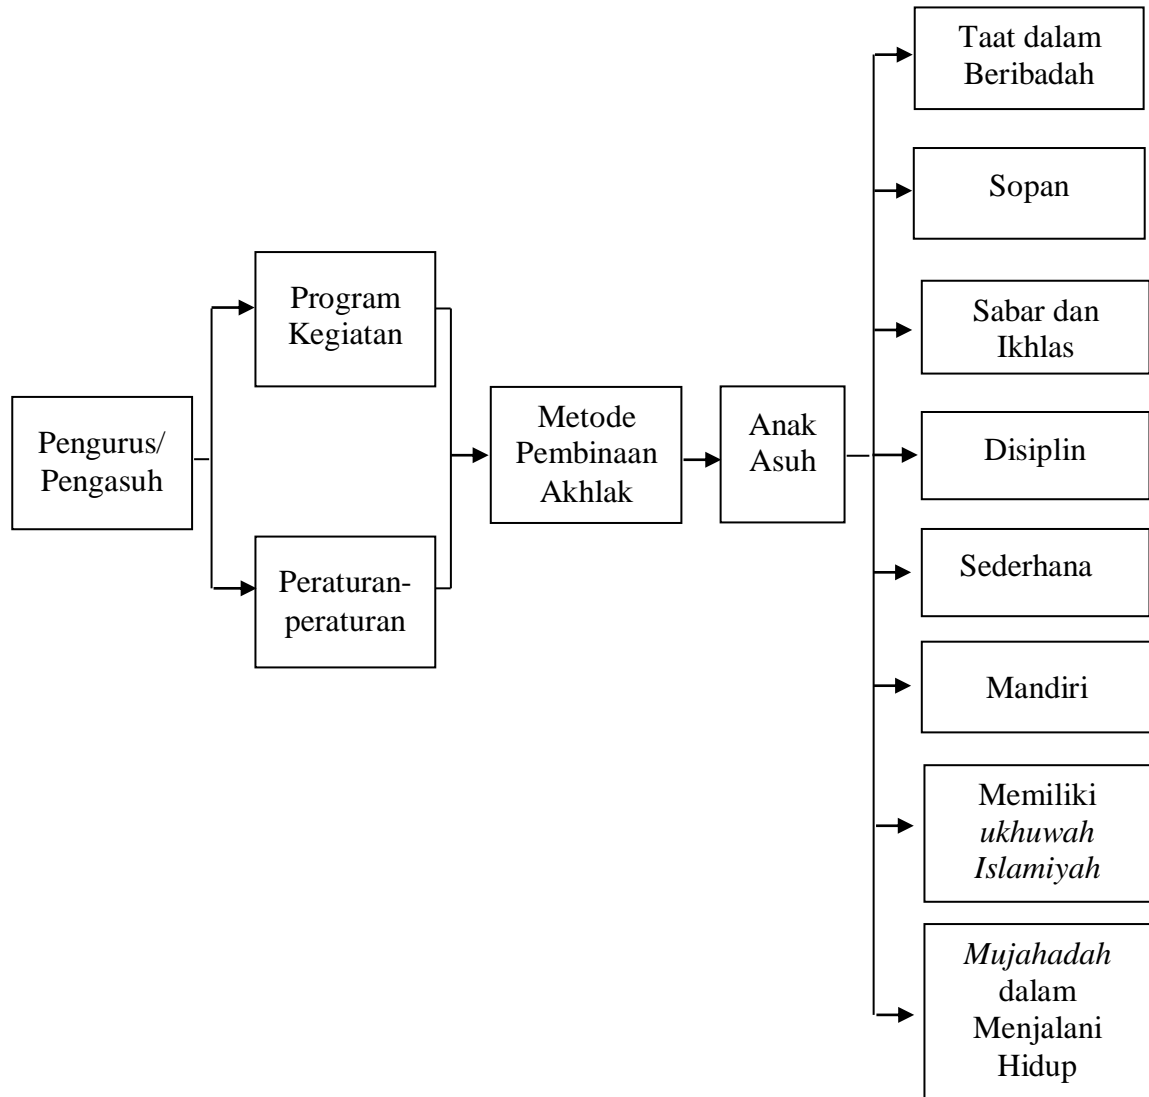 Pengurus/
Pengasuh
Program
Kegiatan
Peraturan-
peraturan
Metode
Pembinaan
Akhlak
Anak
Asuh
Taat dalam
Beribadah
Sopan
Sabar dan
Ikhlas
Disiplin
Sederhana
Mandiri
Memiliki
ukhuwah
Islamiyah
Mujahadah
dalam
Menjalani
Hidup